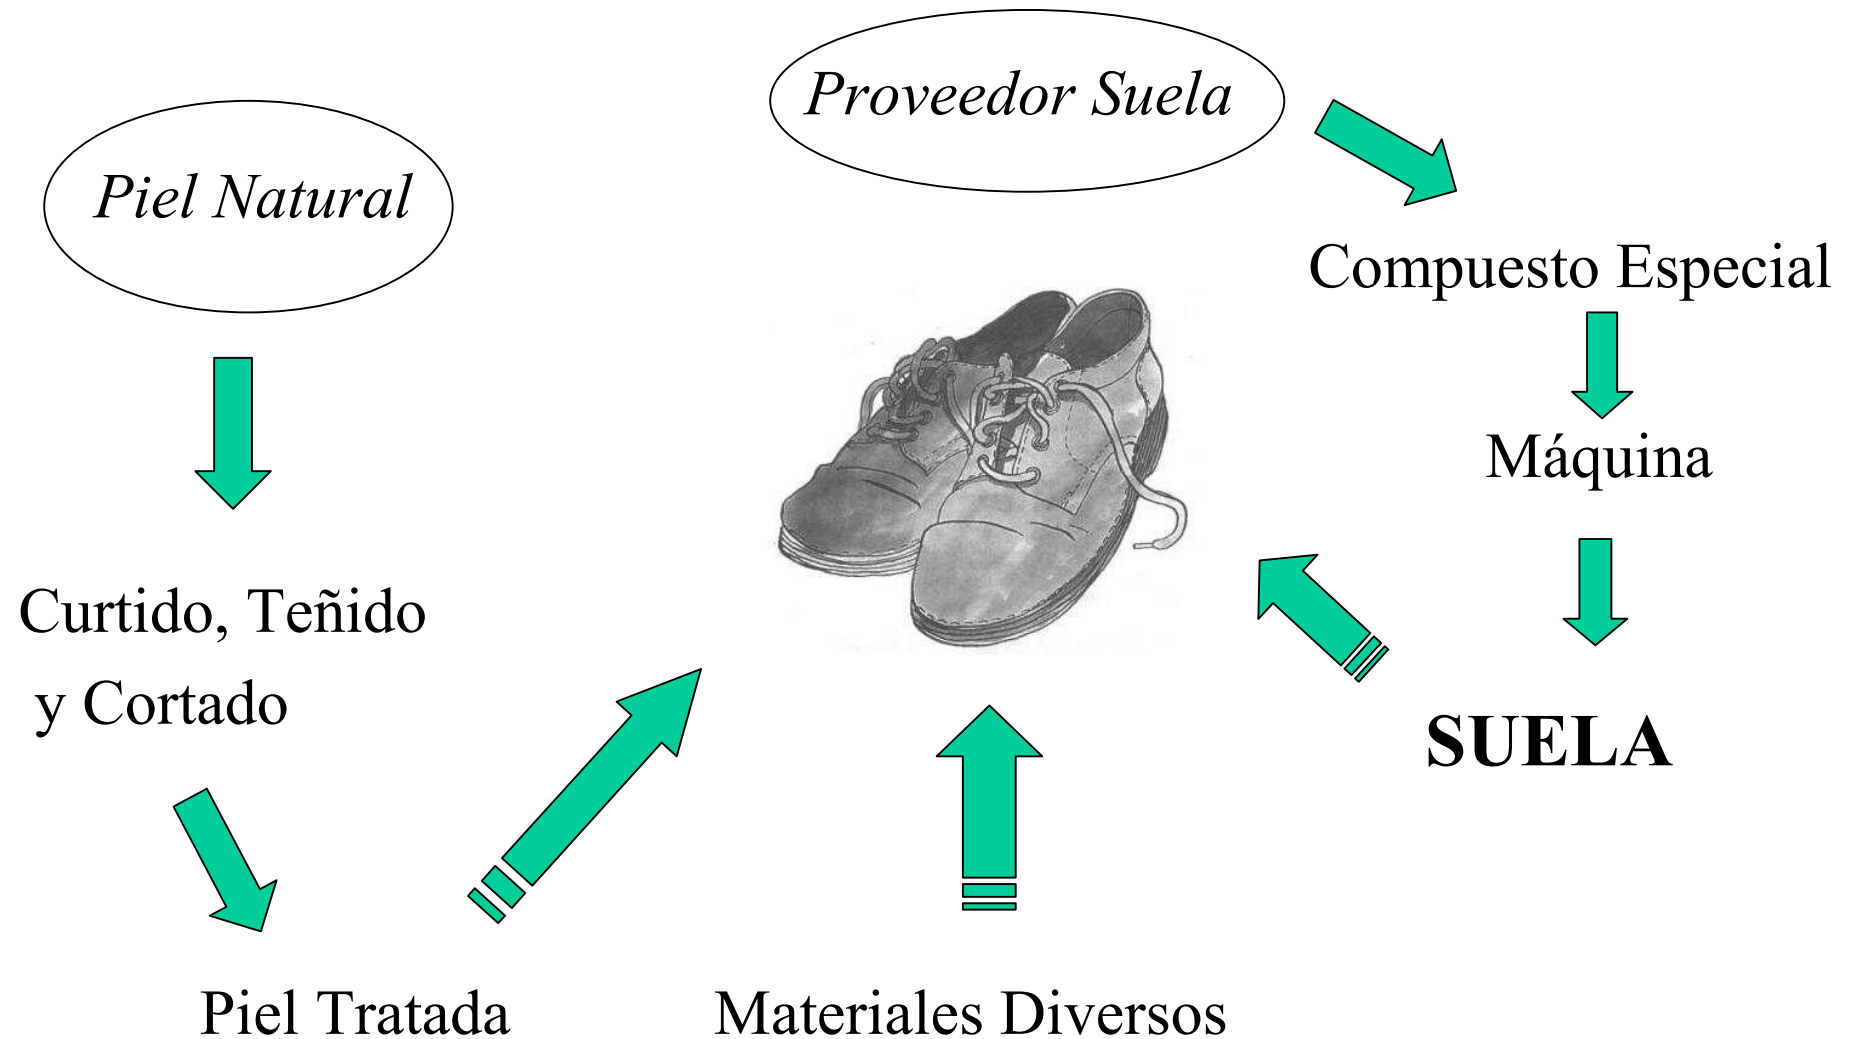 Proveedor Suela
Piel Natural
Compuesto Especial
Máquina
Curtido, Teñido
y Cortado
SUELA
Piel Tratada
Materiales Diversos